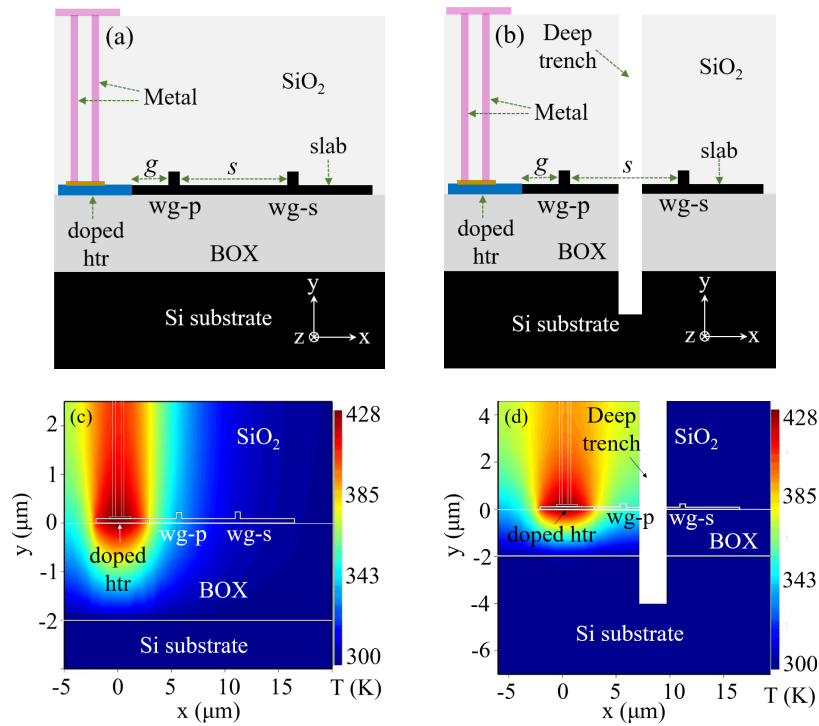 (a)
SiO2
Metal
g
s
slab
wg-p
wg-s
doped
htr
BOX
Si substrate
y
z
x
(b)
Deep
trench
SiO2
Metal
g
s
slab
wg-p
wg-s
doped
htr
BOX
Si substrate
y
z
x
(c)
SiO2
wg-p
wg-s
doped
htr
BOX
Si substrate
2
1
0
-1
-2
y (μm)
-5
0
5
10
15
x (μm)
428
385
343
300
T (K)
(d)
Deep
trench
SiO2
wg-p
wg-s
doped htr
BOX
Si substrate
4
2
0
-2
-4
-6
y (μm)
-5
0
5
10
15
x (μm)
428
385
343
300
T (K)